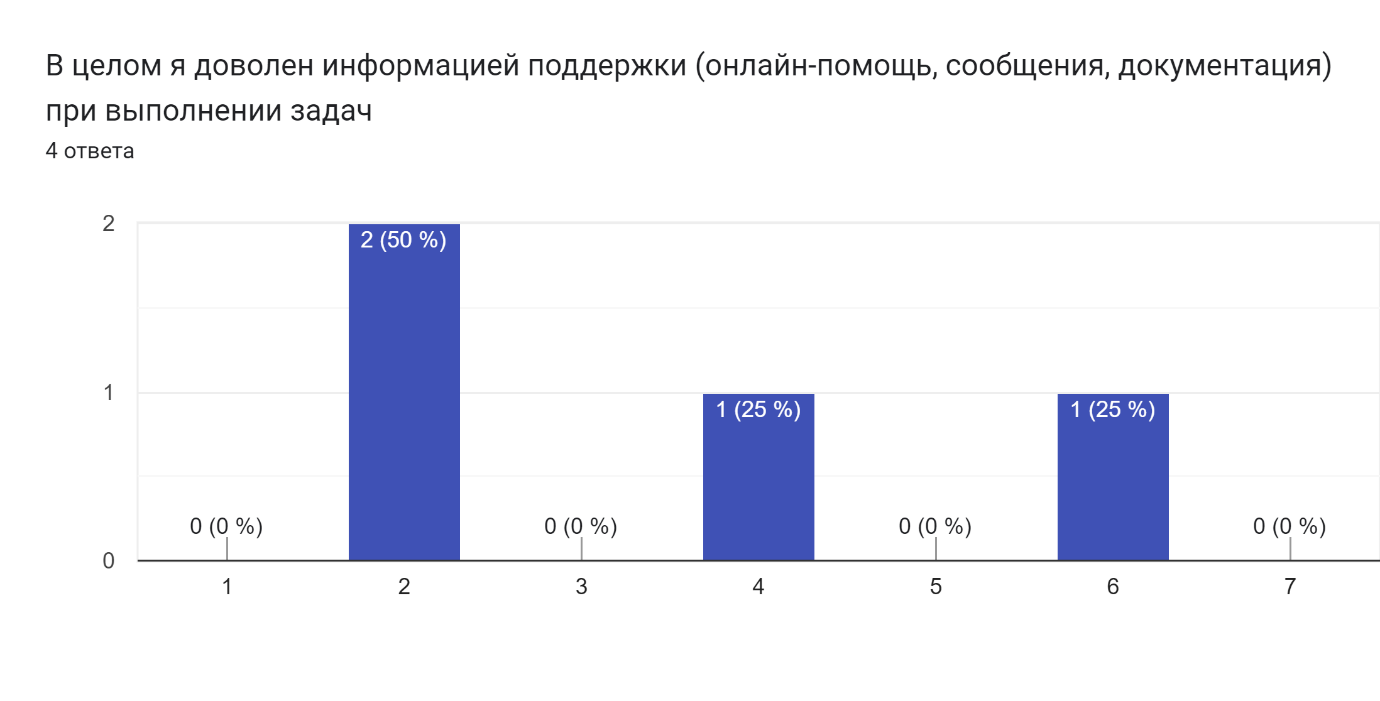 В целом я доволен информацией поддержки (онлайн-помощь, сообщения, документация)
при выполнении задач
4 ответа
2
1
0
0 (0 %)
2 (50 %)
0 (0 %)
1 (25 %)
0 (0 %)
1 (25 %)
0 (0 %)
1 2 3 4 5 6 7